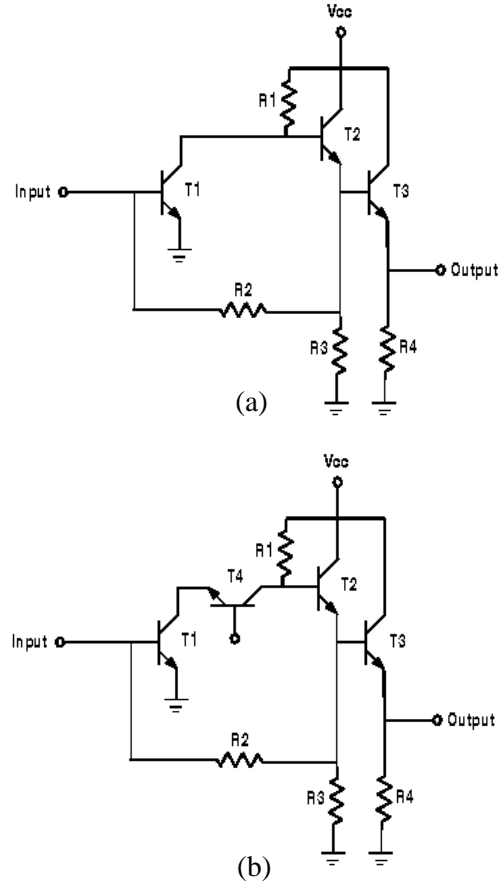 Vcc
R1
T2
Input
T1
T3
Output
R2
R3
R4
(a)
Vcc
R1
T4
T2
Input
T1
T3
Output
R2
R3
R4
(b)